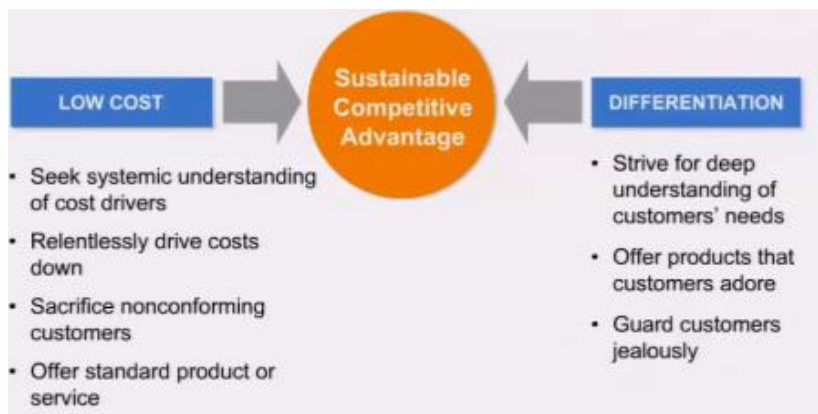 Sustainable
Competitive
Advantage
LOW COST
• Seek systemic understanding
of cost drivers
• Relentlessly drive costs
down
• Sacrifice nonconforming
customers
• Offer standard product or
service
DIFFERENTIATION
• Strive for deep
understanding of
customers' needs
• Offer products that
customers adore
• Guard customers
jealously